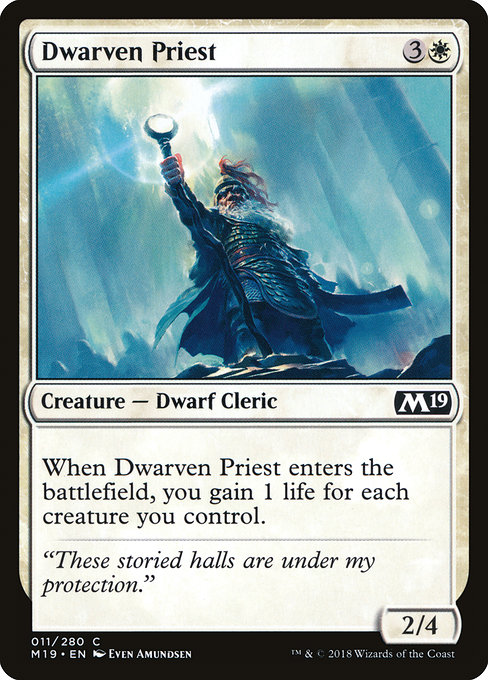 Dwarven Priest 3
Creature — Dwarf Cleric M19
When Dwarven Priest enters the
battlefield, you gain 1 life for each
creature you control.
“These storied halls are under my
protection.”
2/4
011/280 C
M19 • EN Even Amundsen ™ & © 2018 Wizards of the Coast